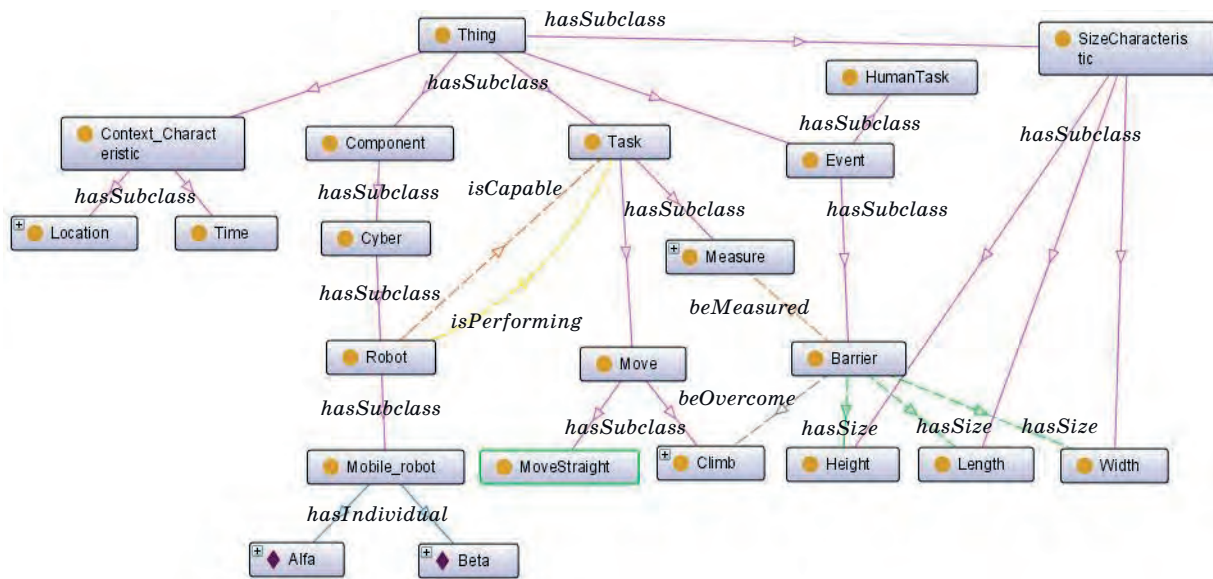 hasSubclass
Thing
SizeCharacteris
tic
hasSubclass
HumanTask
Context_Charact
eristic
Component
Task
hasSubclass
hasSubclass
Event
hasSubclass
hasSubclass
isCapable
hasSubclass
hasSubclass
Location
Time
Cyber
Measure
hasSubclass
isPerforming
beMeasured
Robot
Move
Barrier
hasSubclass
beOvercome
hasSubclass
hasSize
hasSize
hasSize
Mobile_robot
MoveStraight
Climb
Height
Length
Width
hasIndividual
Alfa
Beta